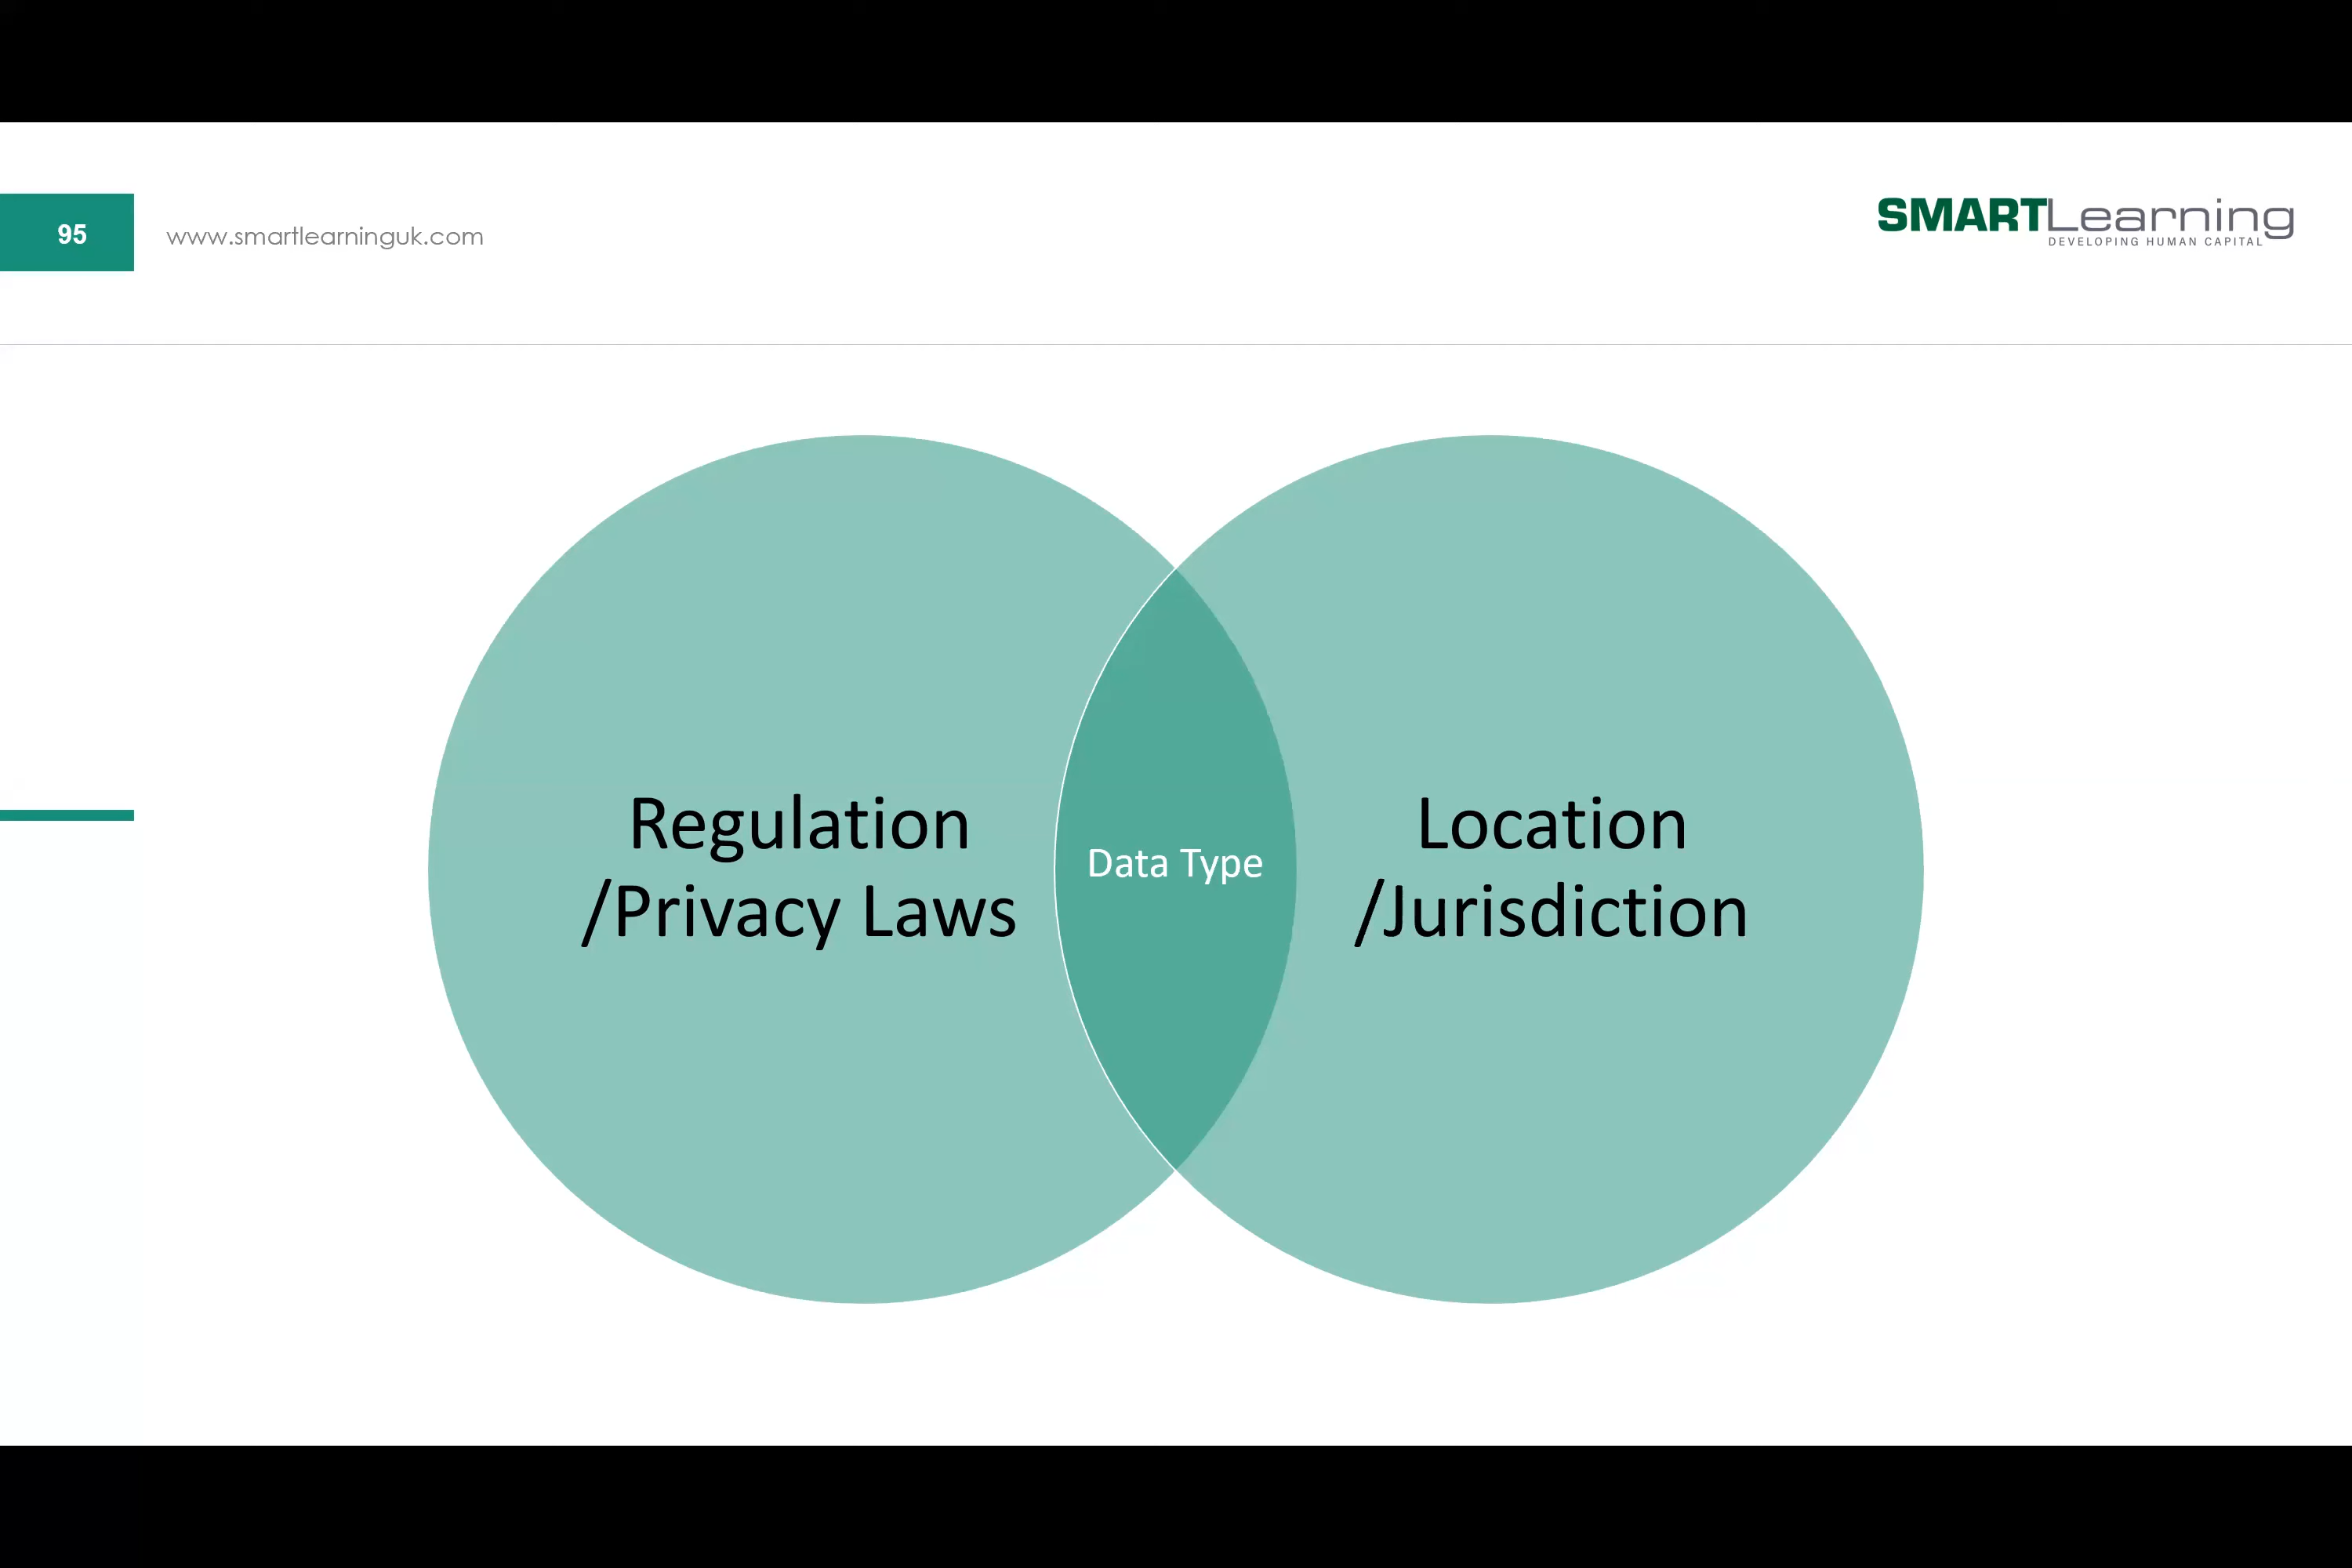 95
www.smartlearninguk.com
SMARTLearning
DEVELOPING HUMAN CAPITAL
Regulation
/Privacy Laws
Data Type
Location
/Jurisdiction